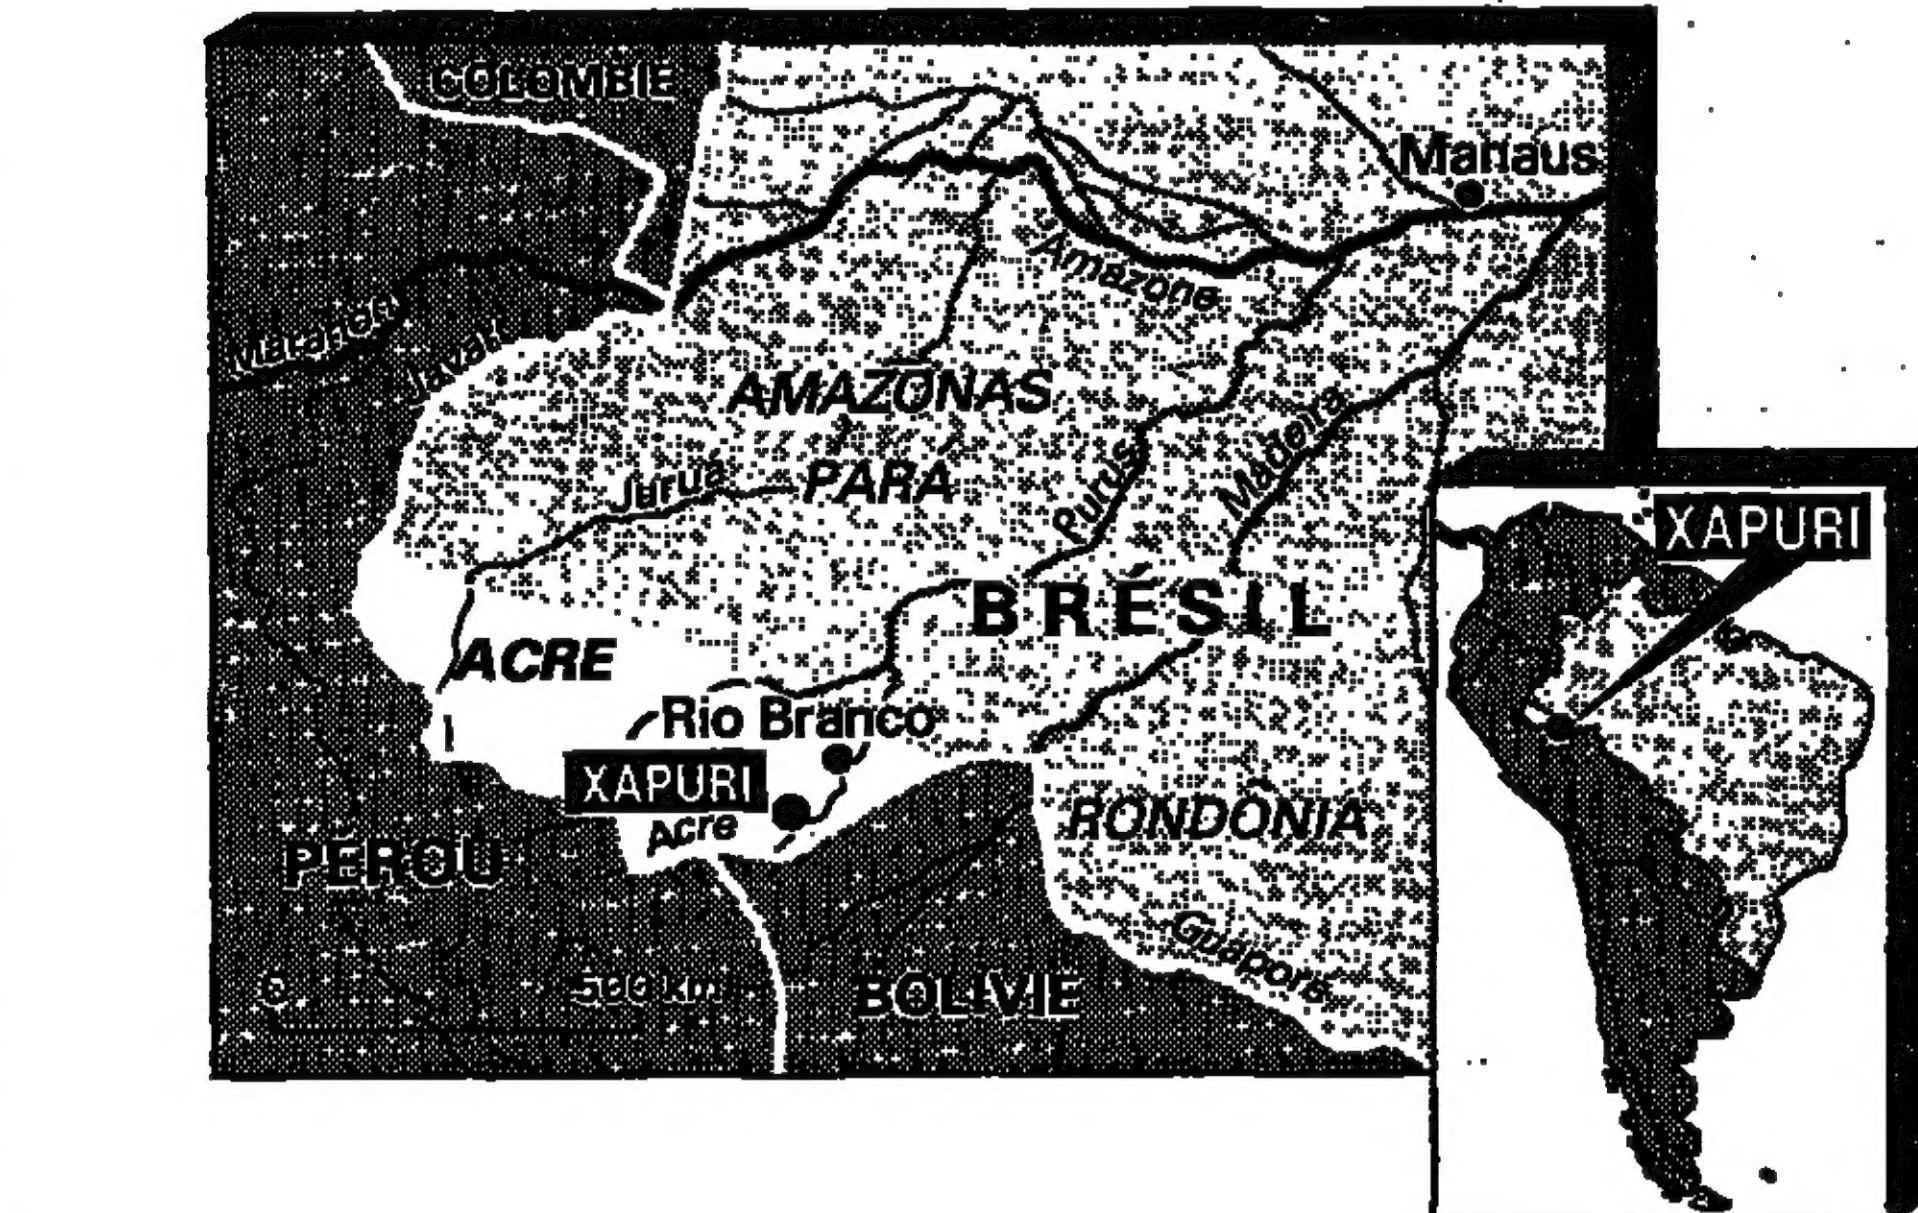 COLOMBIE
Manaus
Amazone
Javari
AMAZONAS
Madeira
Juruá
PARÁ
Purus
XAPURI
BRÉSIL
ACRE
Rio Branco
XAPURI
Acre
RONDÔNIA
PÉROU
Guaporé
0 500 km
BOLIVIE